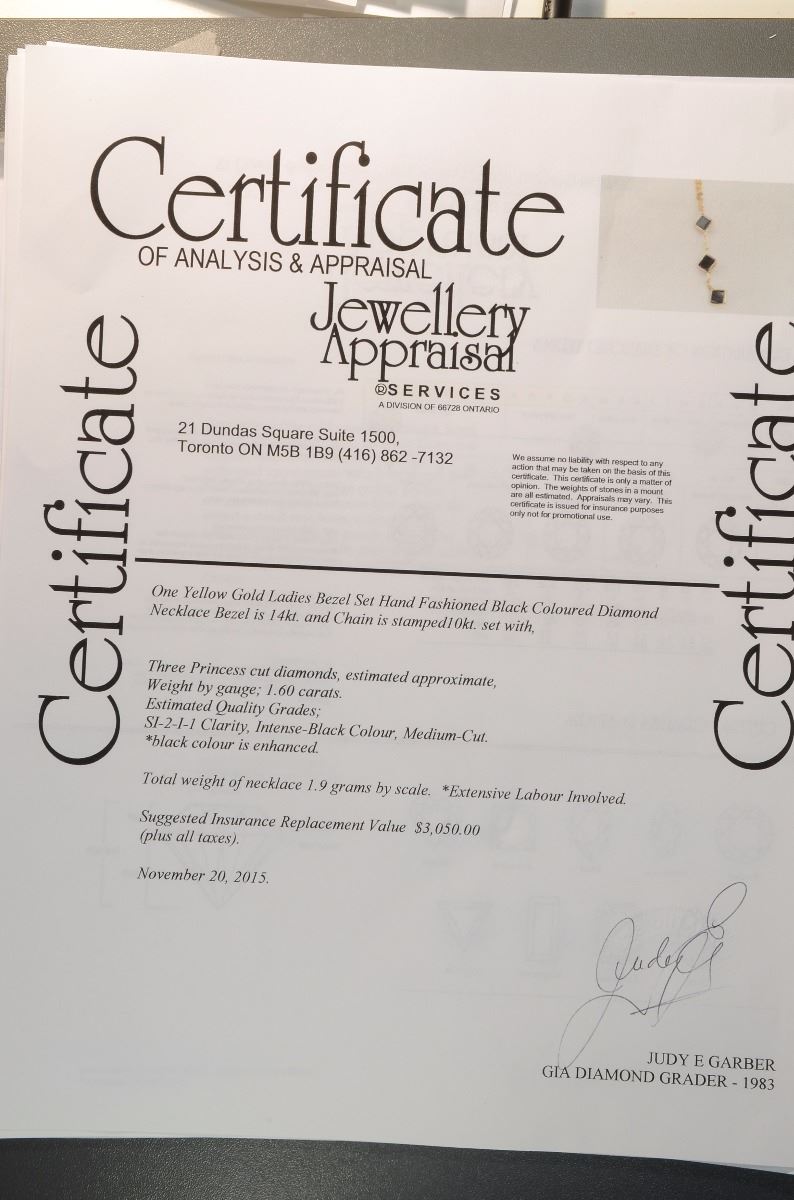 Certificate
OF ANALYSIS & APPRAISAL
Jewellery
Appraisal
®SERVICES
A DIVISION OF 66728 ONTARIO
21 Dundas Square Suite 1500,
Toronto ON M5B 1B9 (416) 862 -7132
We assume no liability with respect to any
action that may be taken on the basis of this
certificate. This certificate is only a matter of
opinion. The weights of stones in a mount
are all estimated. Appraisals may vary. This
certificate is issued for insurance purposes
only not for promotional use.
Certificate
Certificate
One Yellow Gold Ladies Bezel Set Hand Fashioned Black Coloured Diamond
Necklace Bezel is 14kt. and Chain is stamped10kt. set with,
Three Princess cut diamonds, estimated approximate,
Weight by gauge; 1.60 carats.
Estimated Quality Grades;
SI-2-I-1 Clarity, Intense-Black Colour, Medium-Cut.
*black colour is enhanced.
Total weight of necklace 1.9 grams by scale. *Extensive Labour Involved.
Suggested Insurance Replacement Value $3,050.00
(plus all taxes).
November 20, 2015.
JUDY E GARBER
GIA DIAMOND GRADER - 1983